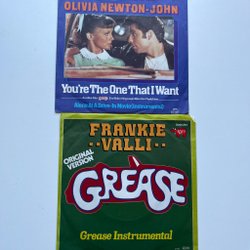 OLIVIA NEWTON-JOHN
You're The One That I Want
Alone At A Drive-In Movie (Instrumental)
FRANKIE
VALLI
ORIGINAL
VERSION
GREASE
Grease Instrumental